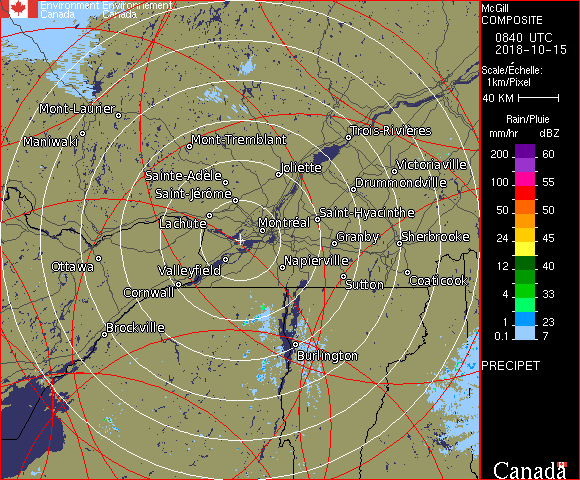 Environment Environnement
Canada Canada
McGill
COMPOSITE
0840 UTC
2018-10-15
Scale/Échelle:
1km/Pixel
40 KM
Rain/Pluie
mm/hr dBZ
200 60
55
100 55
50 50
24 45
12 40
4 33
1 23
0.1 7
PRECIPET
Canada
Mont-Laurier
Maniwaki
Mont-Tremblant
Trois-Rivières
Joliette
Victoriaville
Sainte-Adèle
Drummondville
Saint-Jérôme
Saint-Hyacinthe
Lachute
Montréal
Granby
Sherbrooke
Ottawa
Valleyfield
Napierville
Cornwall
Sutton
Coaticook
Brockville
Burlington